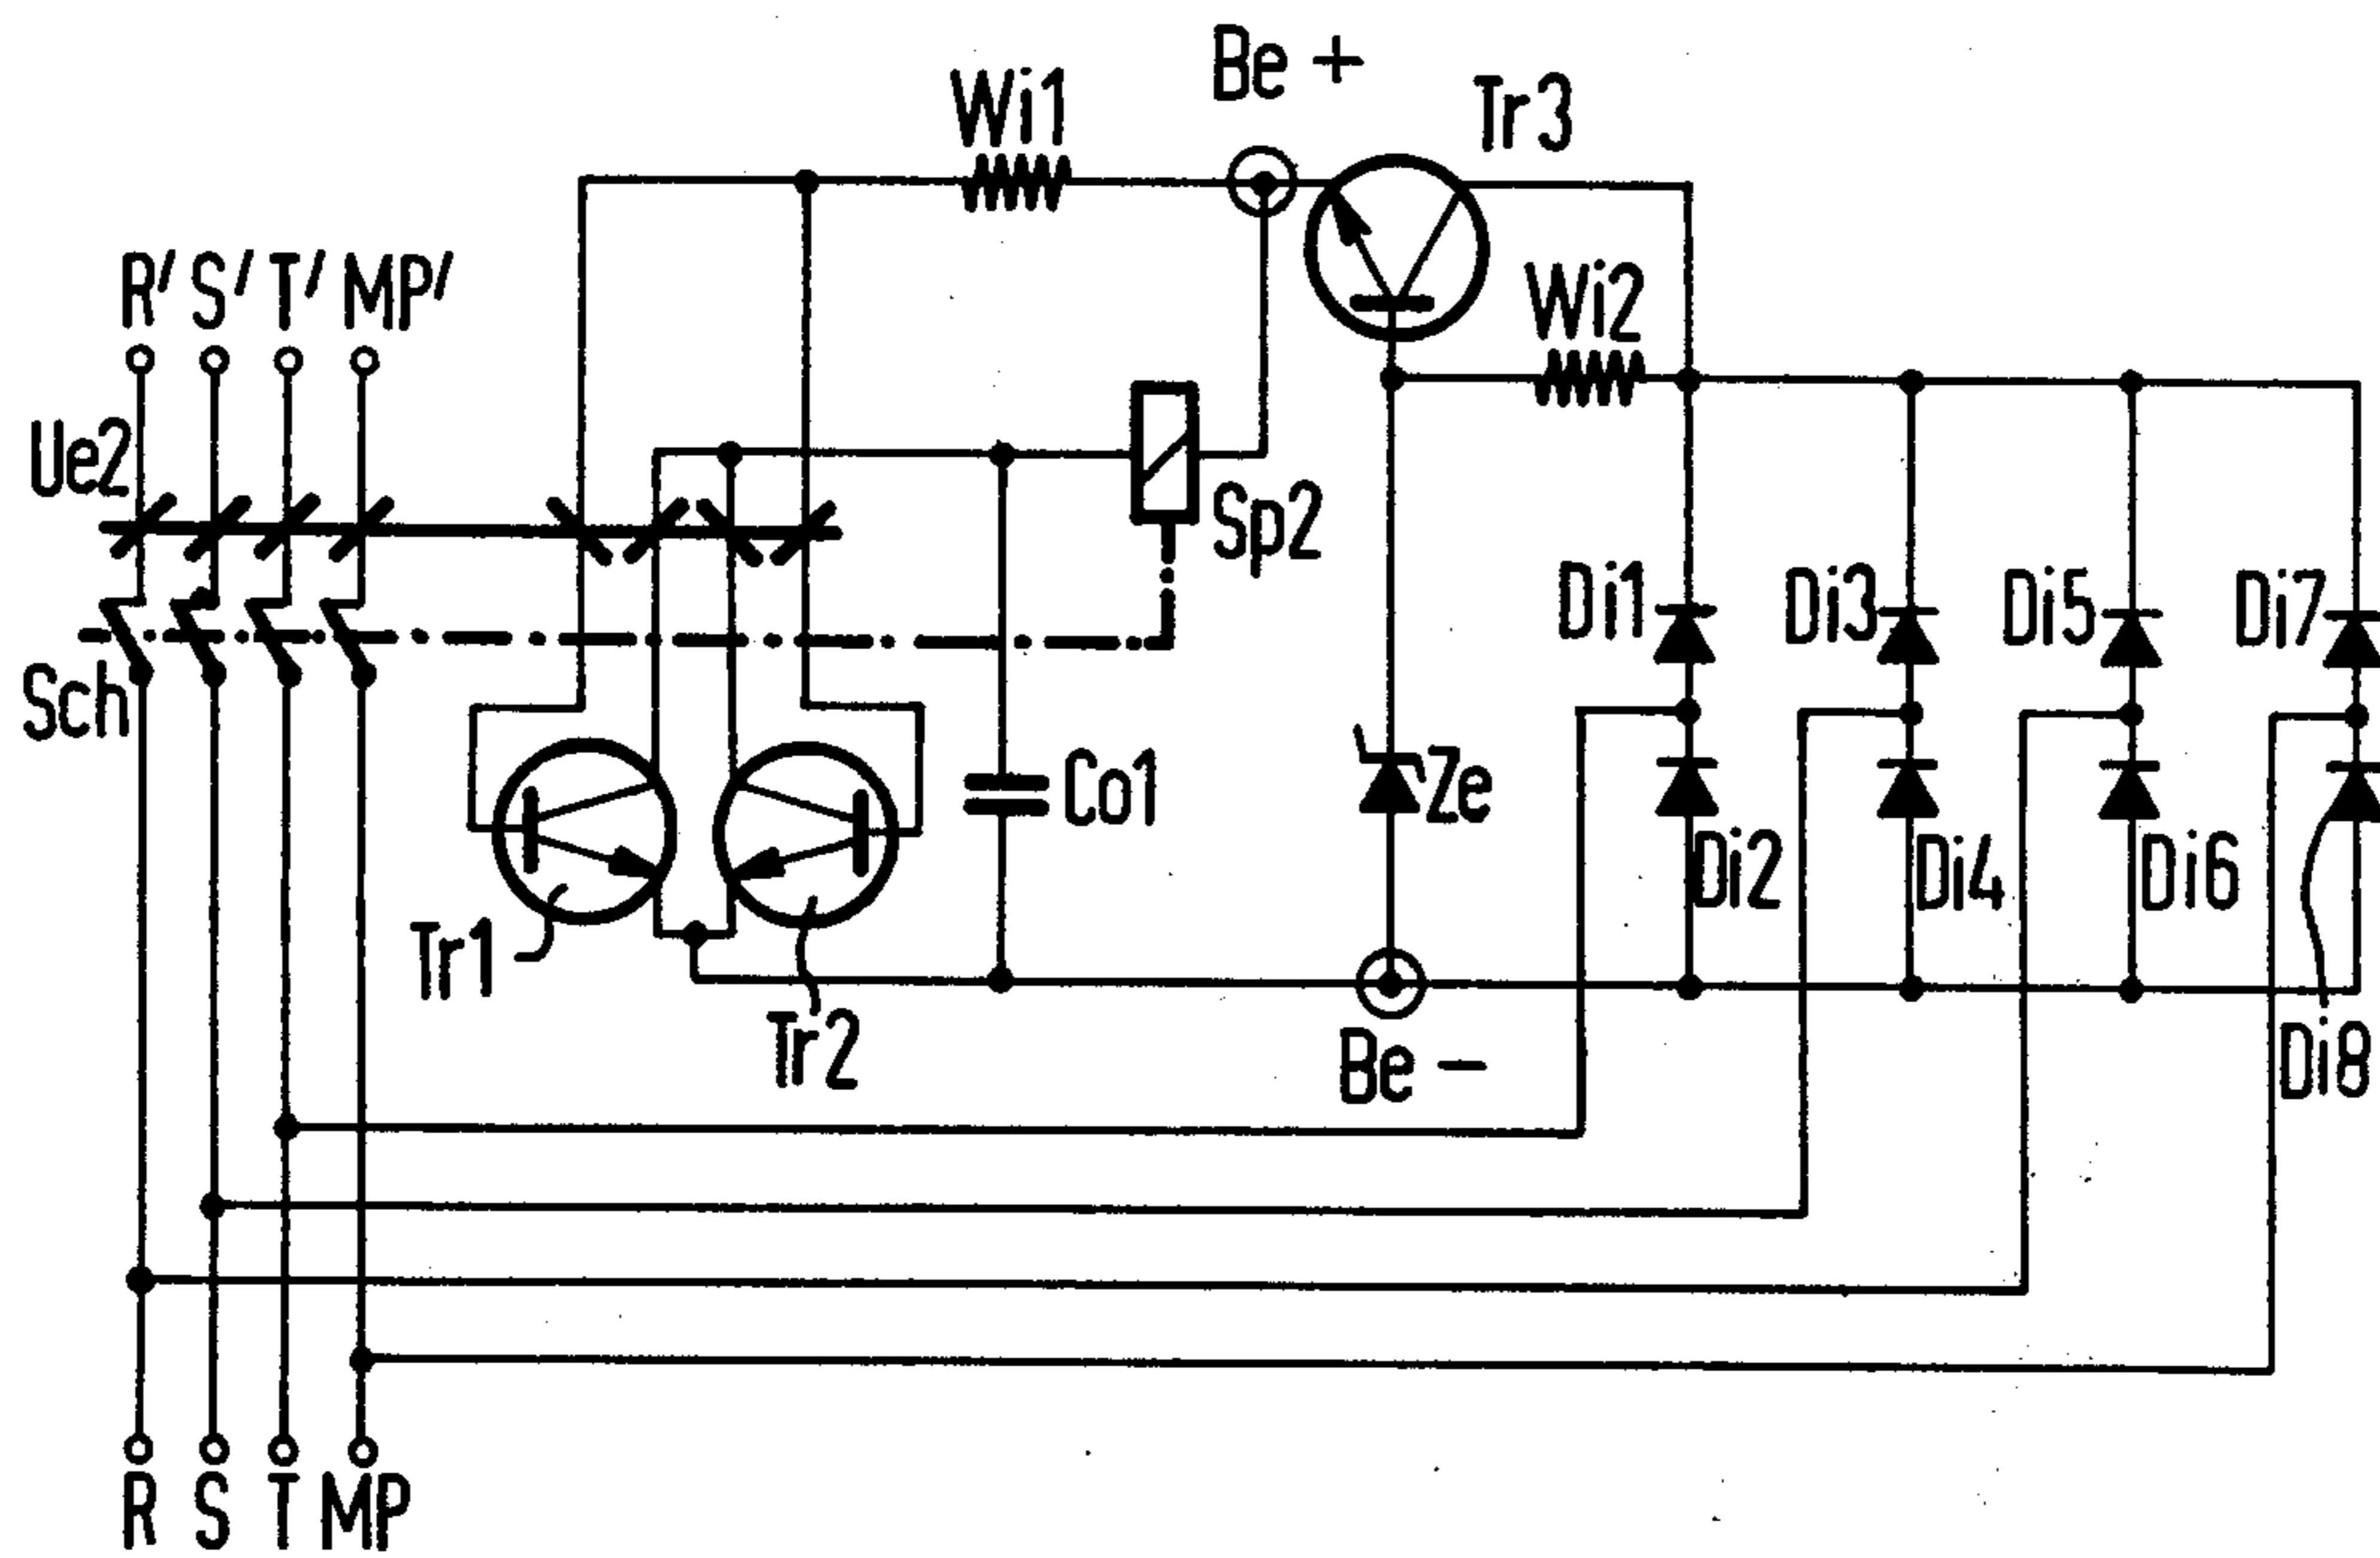 Be +
Wi1
Tr3
R' S' T' MP'
Wi2
Ue2
Sp2
Di1
Di3
Di5
Di7
Sch
Co1
Ze
Di2
Di4
Di6
Tr1
Tr2
Be −
Di8
R S T MP